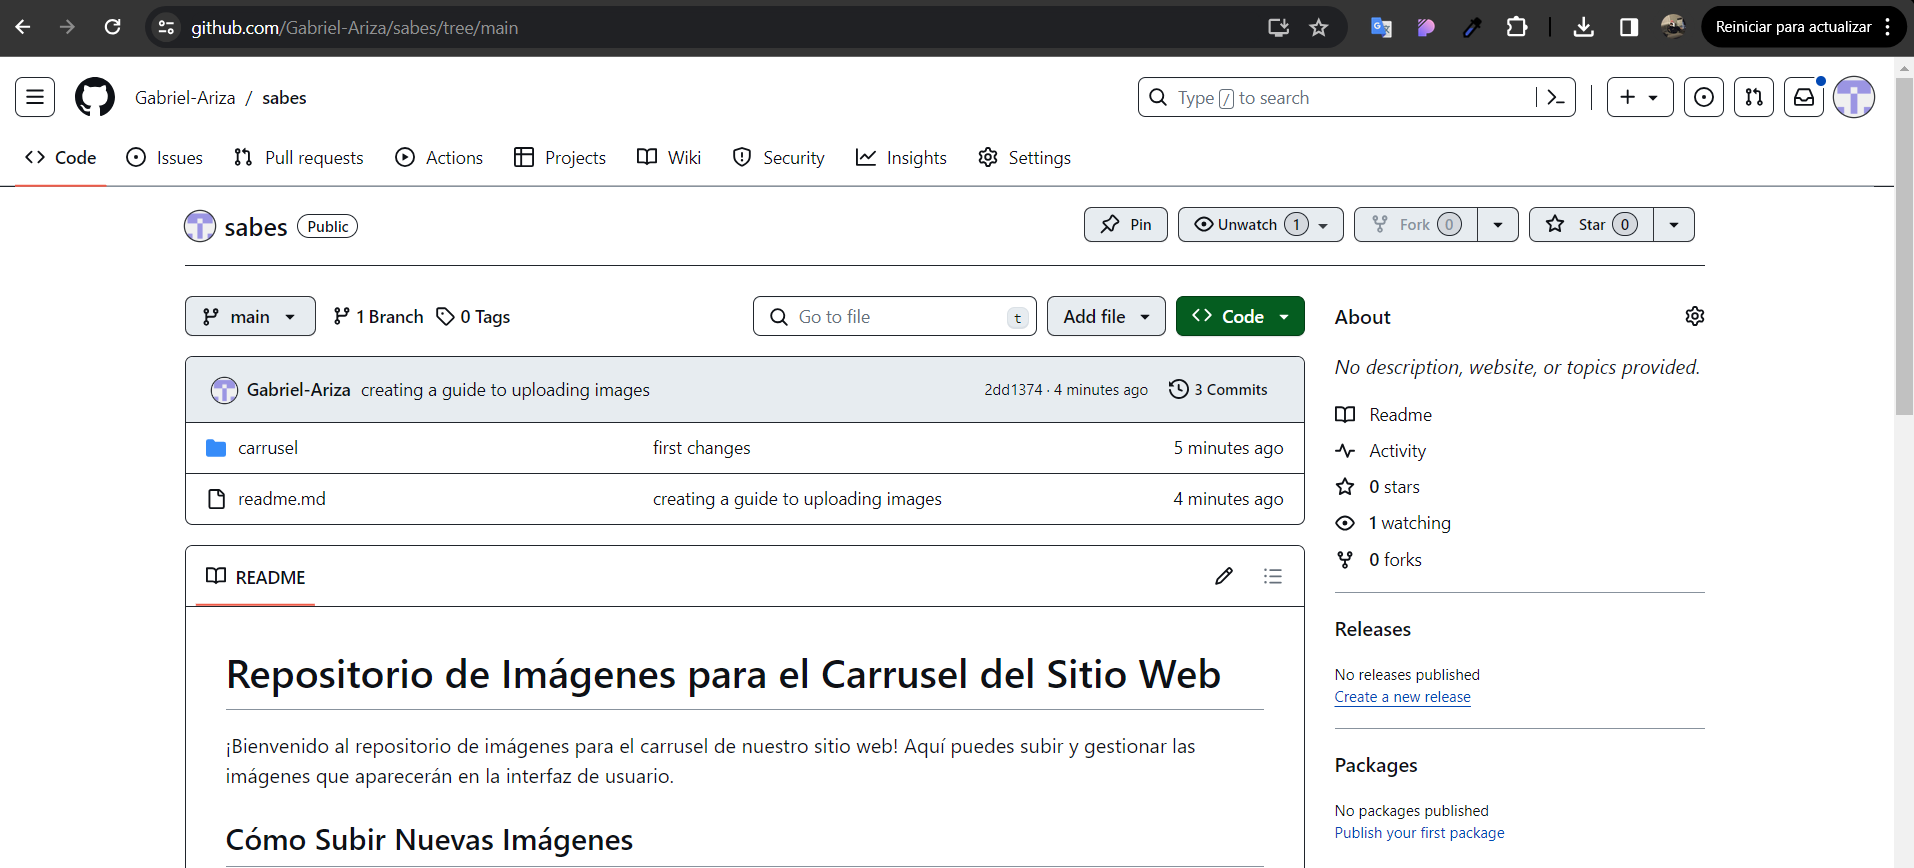 github.com/Gabriel-Ariza/sabes/tree/main
Reiniciar para actualizar
Gabriel-Ariza / sabes
Type / to search
Code Issues Pull requests Actions Projects Wiki Security Insights Settings
sabes Public
Pin Unwatch 1 Fork 0 Star 0
main 1 Branch 0 Tags Go to file t Add file Code
About
No description, website, or topics provided.
Gabriel-Ariza creating a guide to uploading images 2dd1374 · 4 minutes ago 3 Commits
carrusel first changes 5 minutes ago
readme.md creating a guide to uploading images 4 minutes ago
Readme
Activity
0 stars
1 watching
0 forks
README
Repositorio de Imágenes para el Carrusel del Sitio Web
¡Bienvenido al repositorio de imágenes para el carrusel de nuestro sitio web! Aquí puedes subir y gestionar las
imágenes que aparecerán en la interfaz de usuario.
Cómo Subir Nuevas Imágenes
Releases
No releases published
Create a new release
Packages
No packages published
Publish your first package